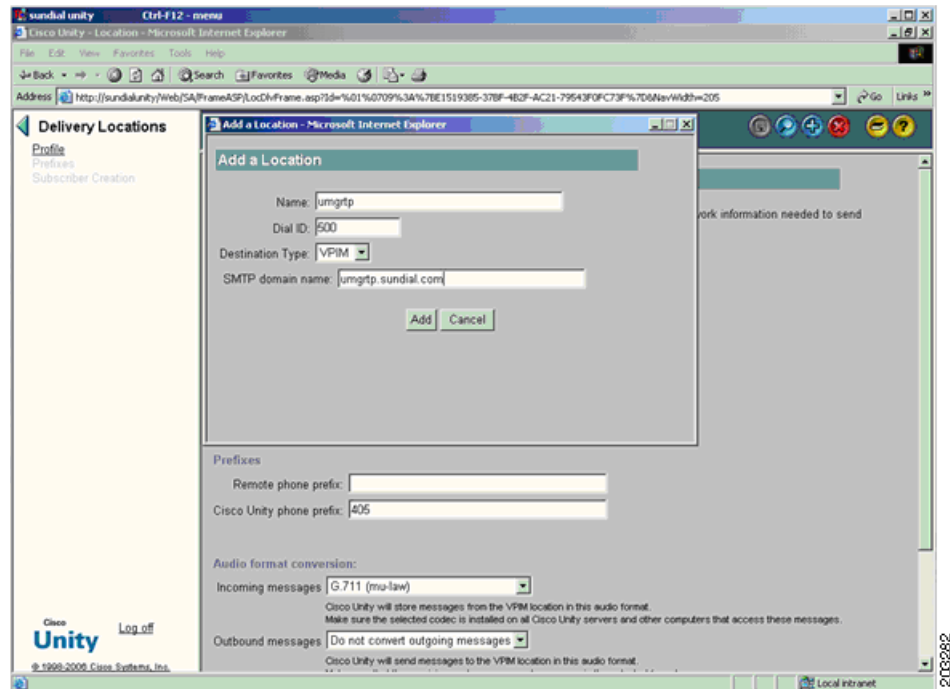 sundial unity Ctrl-F12 - menu
Cisco Unity - Location - Microsoft Internet Explorer
File Edit View Favorites Tools Help
Back Search Favorites Media
Address http://sundialunity/Web/SA/FrameASP/LocDlvFrame.asp?Id=%01%0709%3A%7BE1519385-37BF-4B2F-AC21-79543F0FC73F%7D&NavWidth=205 Go Links »
Delivery Locations
Profile
Prefixes
Subscriber Creation
Add a Location - Microsoft Internet Explorer
Add a Location
Name: umgrtp
Dial ID: 500
Destination Type: VPIM
SMTP domain name: umgrtp.sundial.com
Add Cancel
work information needed to send
Prefixes
Remote phone prefix:
Cisco Unity phone prefix: 405
Audio format conversion:
Incoming messages G.711 (mu-law)
Cisco Unity will store messages from the VPIM location in this audio format.
Make sure the selected codec is installed on all Cisco Unity servers and other computers that access these messages.
Outbound messages Do not convert outgoing messages
Cisco Unity will send messages to the VPIM location in this audio format.
Cisco
Unity
Log off
© 1998-2006 Cisco Systems, Inc.
Local intranet
203282